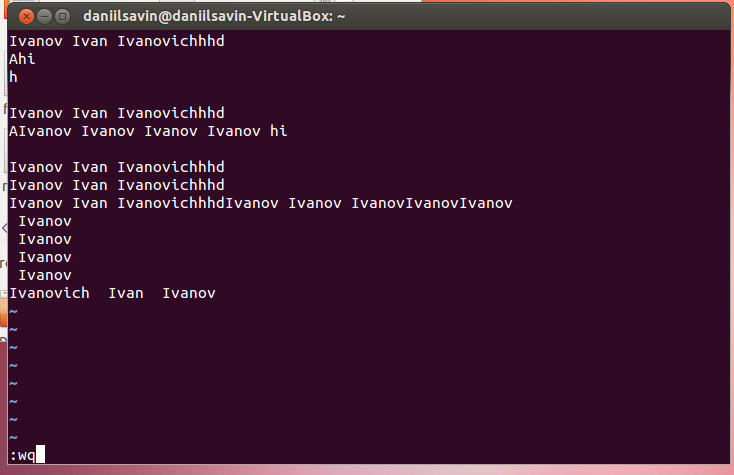 daniilsavin@daniilsavin-VirtualBox: ~
Ivanov Ivan Ivanovichhhd
Ahi
h
Ivanov Ivan Ivanovichhhd
AIvanov Ivanov Ivanov Ivanov hi
Ivanov Ivan Ivanovichhhd
Ivanov Ivan Ivanovichhhd
Ivanov Ivan IvanovichhhdIvanov Ivanov IvanovIvanovIvanov
 Ivanov
 Ivanov
 Ivanov
 Ivanov
Ivanovich  Ivan  Ivanov
~
~
~
~
~
~
~
~
:wq